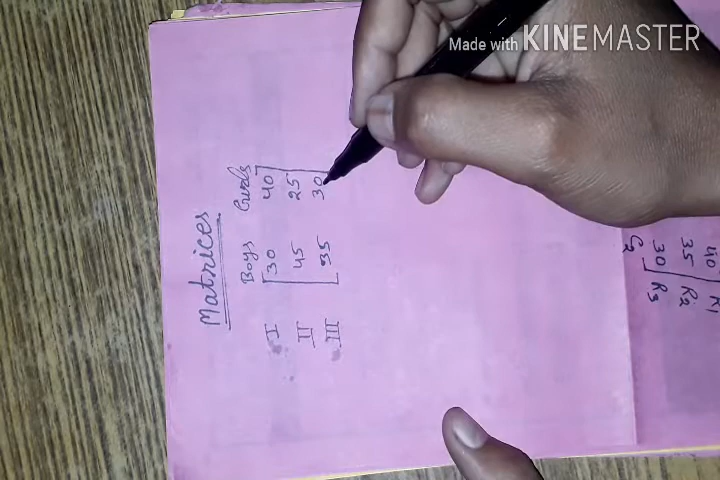 Made with KINEMASTER
Matrices
Boys Girls
I 30 40
II 45 25
III 35 30
40 R1
35 R2
30 R3
C2